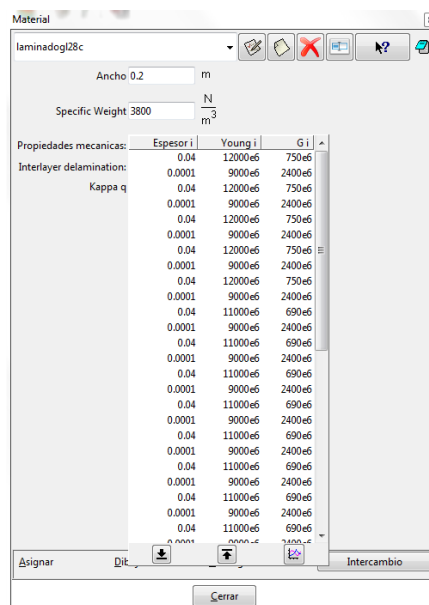 Material
laminadogl28c
Ancho 0.2 m
Specific Weight 3800 N
m3
Propiedades mecanicas: Espesor i Young i G i
Interlayer delamination:
Kappa q
0.04 12000e6 750e6
0.0001 9000e6 2400e6
0.04 12000e6 750e6
0.0001 9000e6 2400e6
0.04 12000e6 750e6
0.0001 9000e6 2400e6
0.04 12000e6 750e6
0.0001 9000e6 2400e6
0.04 12000e6 750e6
0.0001 9000e6 2400e6
0.04 11000e6 690e6
0.0001 9000e6 2400e6
0.04 11000e6 690e6
0.0001 9000e6 2400e6
0.04 11000e6 690e6
0.0001 9000e6 2400e6
0.04 11000e6 690e6
0.0001 9000e6 2400e6
0.04 11000e6 690e6
0.0001 9000e6 2400e6
0.04 11000e6 690e6
0.0001 9000e6 2400e6
0.04 11000e6 690e6
0.0001 9000e6 2400e6
0.04 11000e6 690e6
0.0001 9000e6 2400e6
Asignar Intercambio
Cerrar